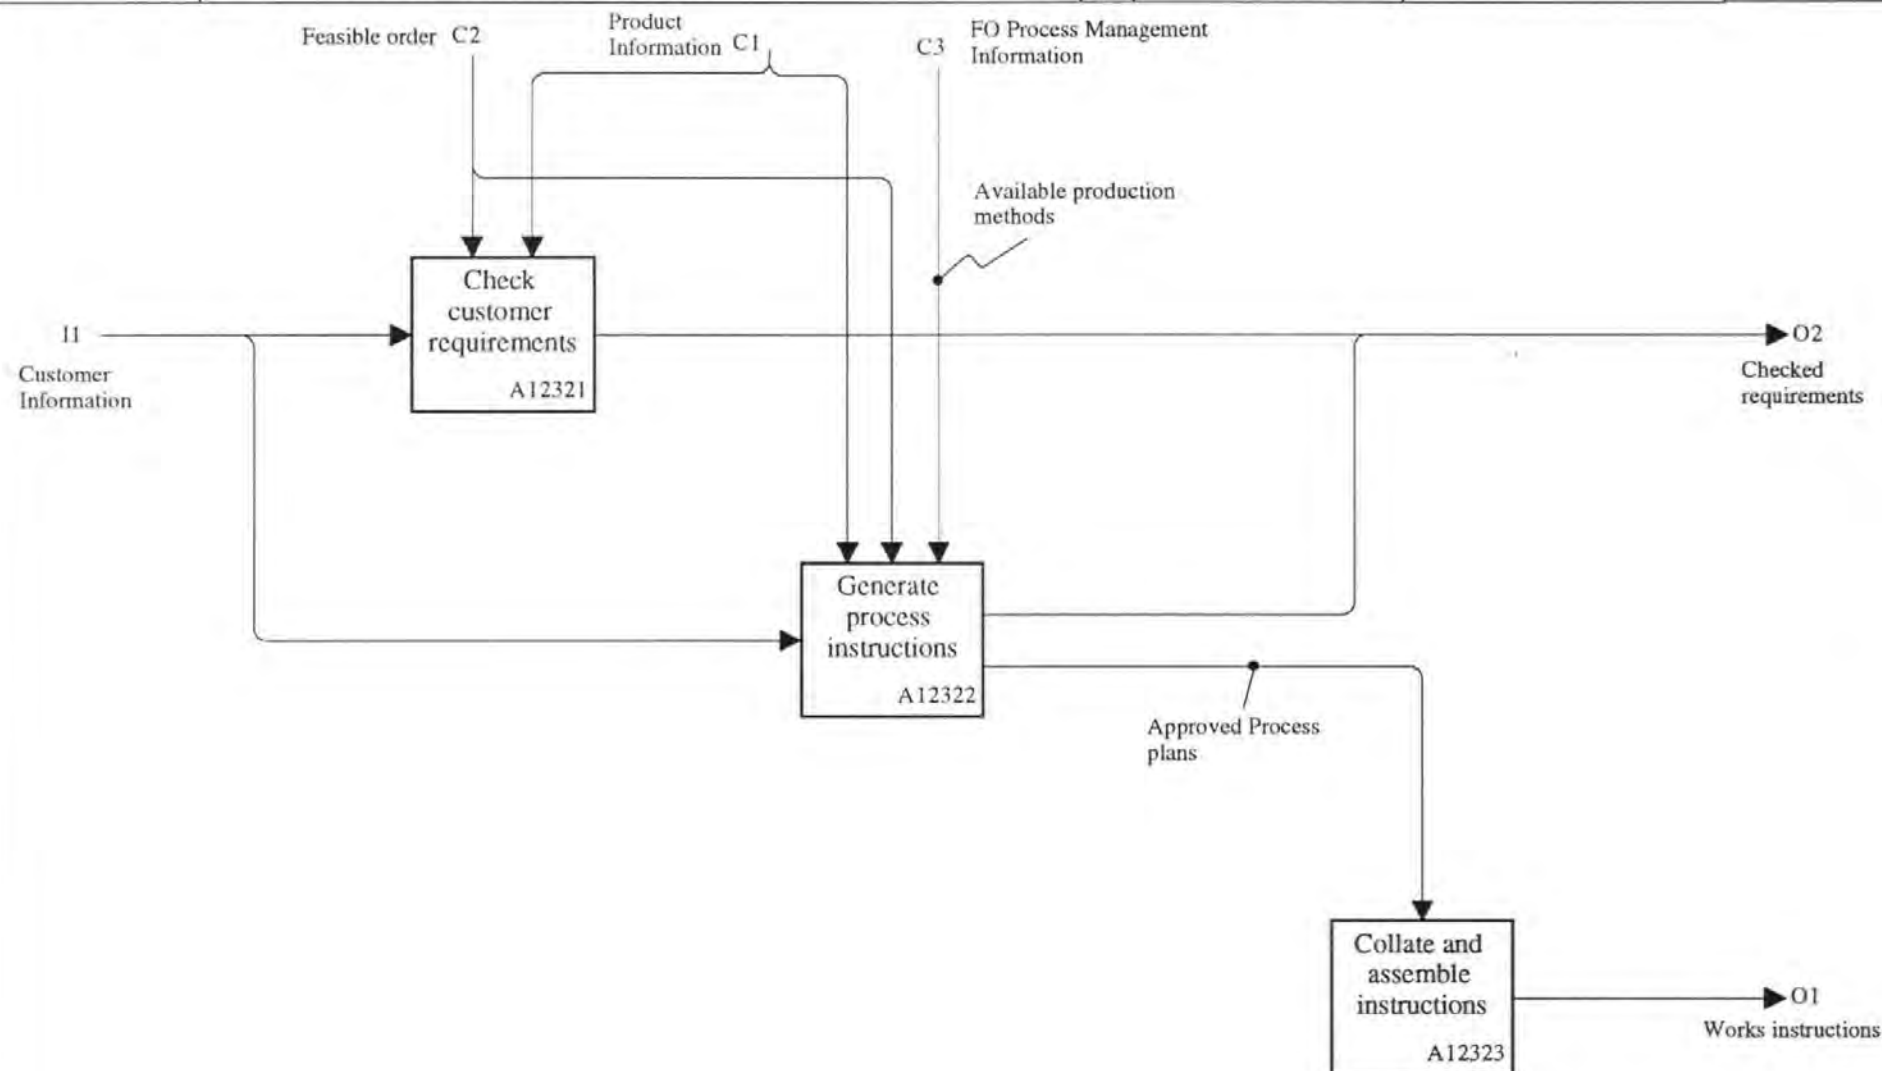 Feasible order C2
Product
Information C1
C3
FO Process Management
Information
Available production
methods
Check
customer
requirements
A12321
I1
Customer
Information
O2
Checked
requirements
Generate
process
instructions
A12322
Approved Process
plans
Collate and
assemble
instructions
A12323
O1
Works instructions